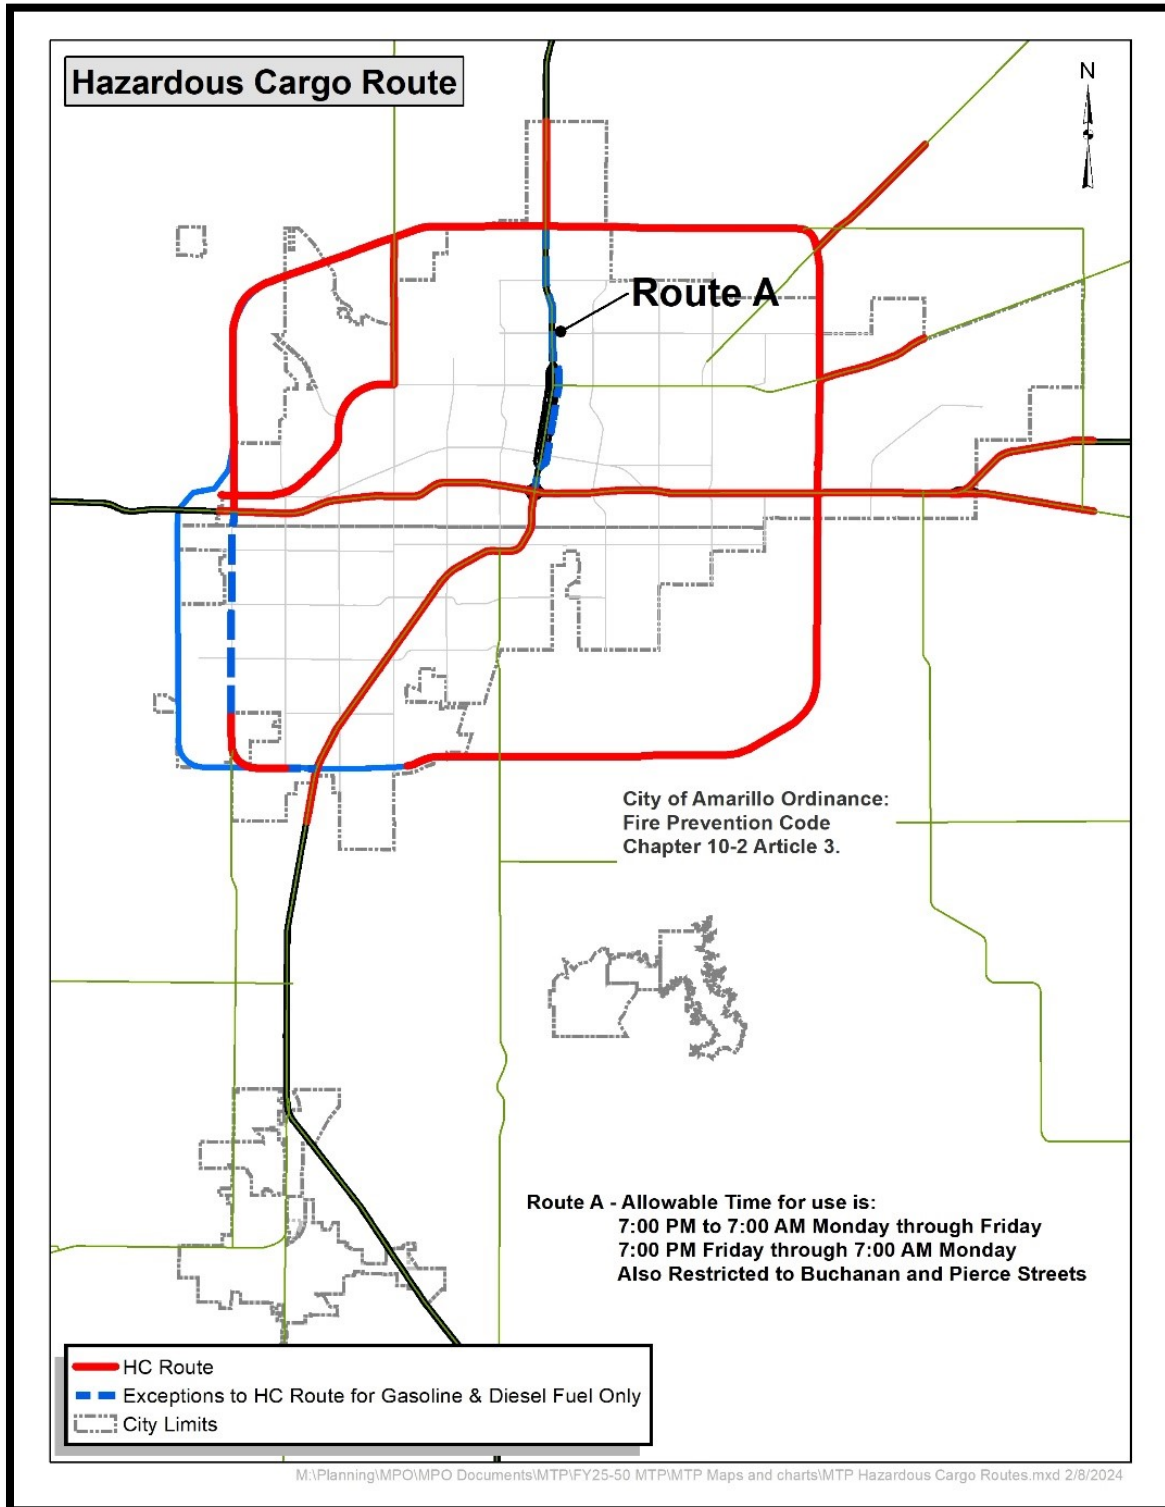 Hazardous Cargo Route
N
Route A
City of Amarillo Ordinance:
Fire Prevention Code
Chapter 10-2 Article 3.
Route A - Allowable Time for use is:
7:00 PM to 7:00 AM Monday through Friday
7:00 PM Friday through 7:00 AM Monday
Also Restricted to Buchanan and Pierce Streets
HC Route
Exceptions to HC Route for Gasoline & Diesel Fuel Only
City Limits
M:\Planning\MPO\MPO Documents\MTP\FY25-50 MTP\MTP Maps and charts\MTP Hazardous Cargo Routes.mxd 2/8/2024